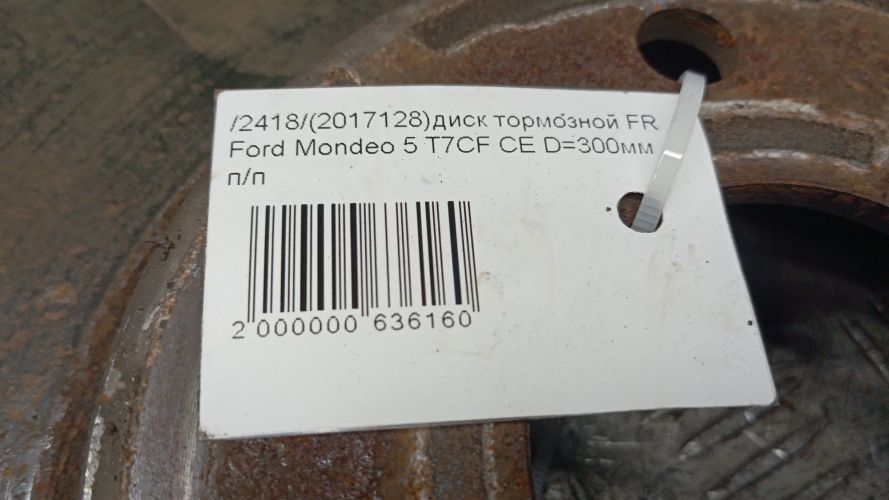 /2418/(2017128)диск тормозной FR
Ford Mondeo 5 T7CF CE D=300мм
п/п
2 000000 636160